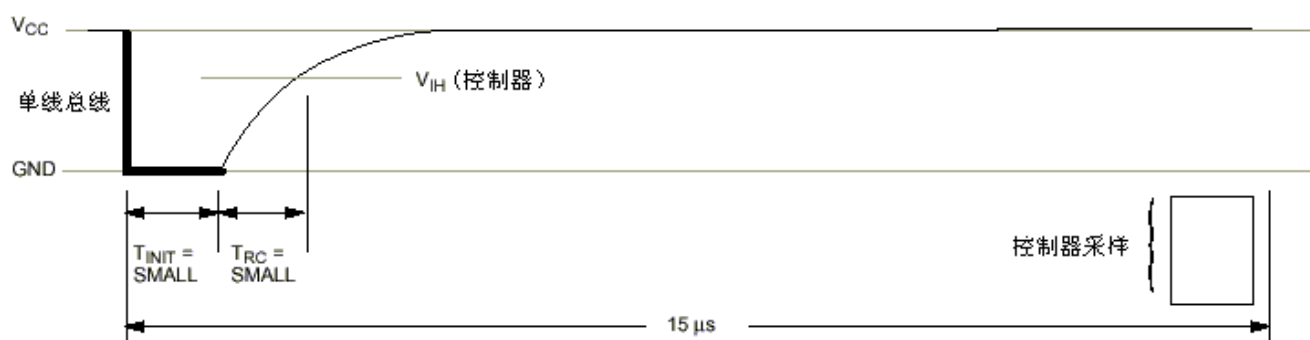 VCC
VIH (控制器)
单线总线
GND
TINIT =
SMALL
TRC =
SMALL
控制器采样
15 μs